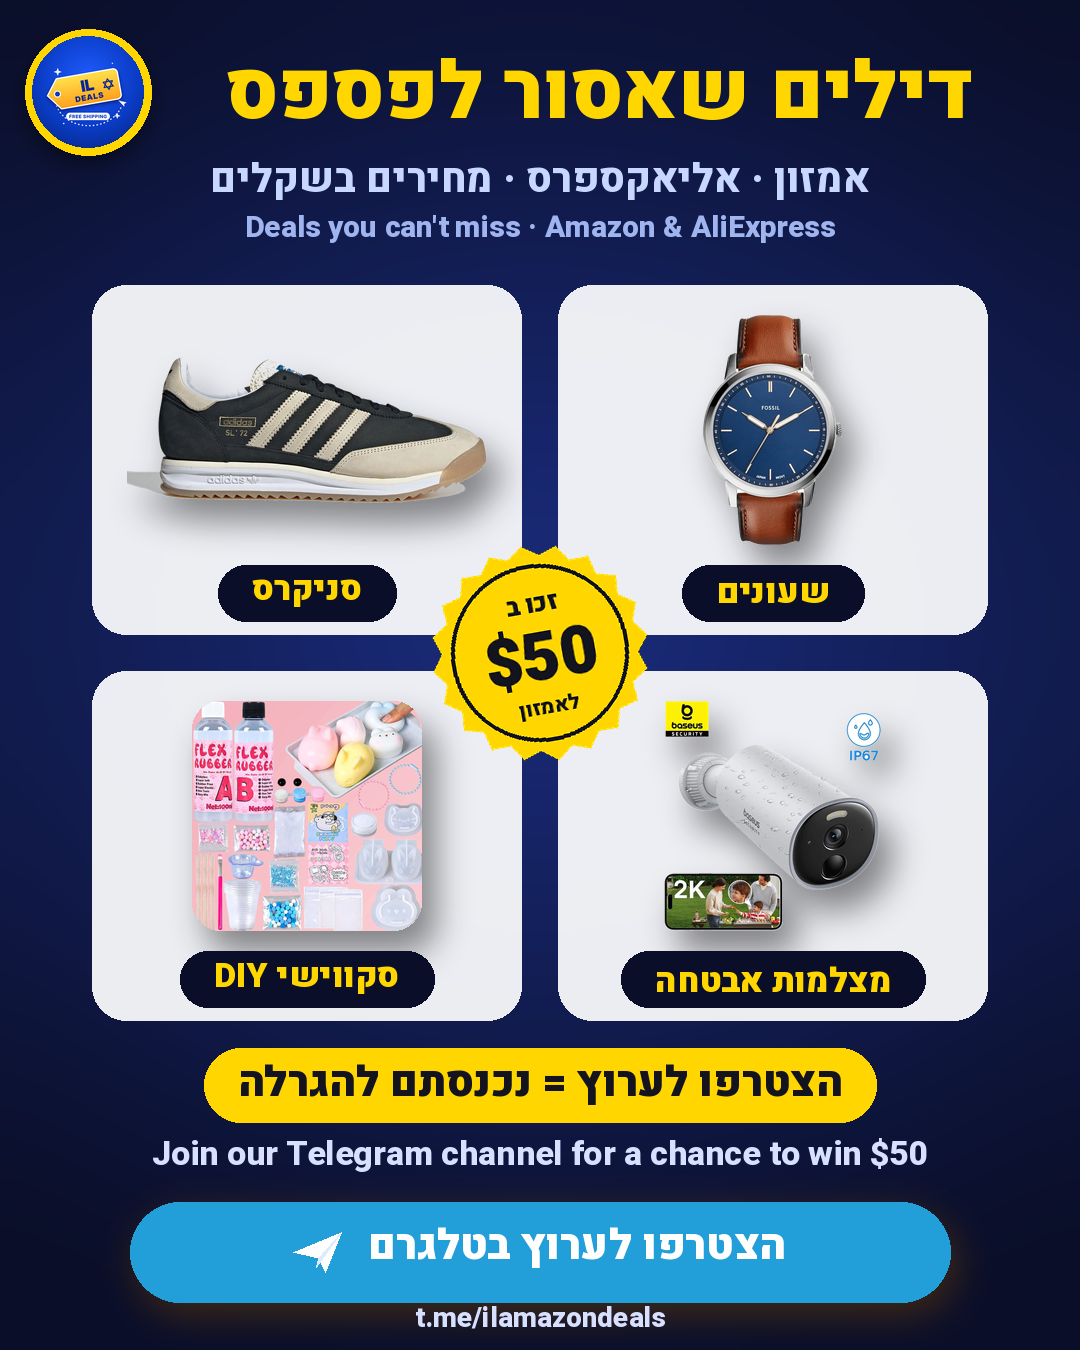 IL
DEALS
FREE SHIPPING
דילים שאסור לפספס
אמזון · אליאקספרס · מחירים בשקלים
Deals you can't miss · Amazon & AliExpress
adidas
SL 72
adidas
סניקרס
FOSSIL
שעונים
זכו ב
$50
לאמזון
FLEX RUBBER
A
FLEX RUBBER
B
סקווישי DIY
baseus
SECURITY
IP67
baseus
2K
מצלמות אבטחה
הצטרפו לערוץ = נכנסתם להגרלה
Join our Telegram channel for a chance to win $50
הצטרפו לערוץ בטלגרם
t.me/ilamazondeals